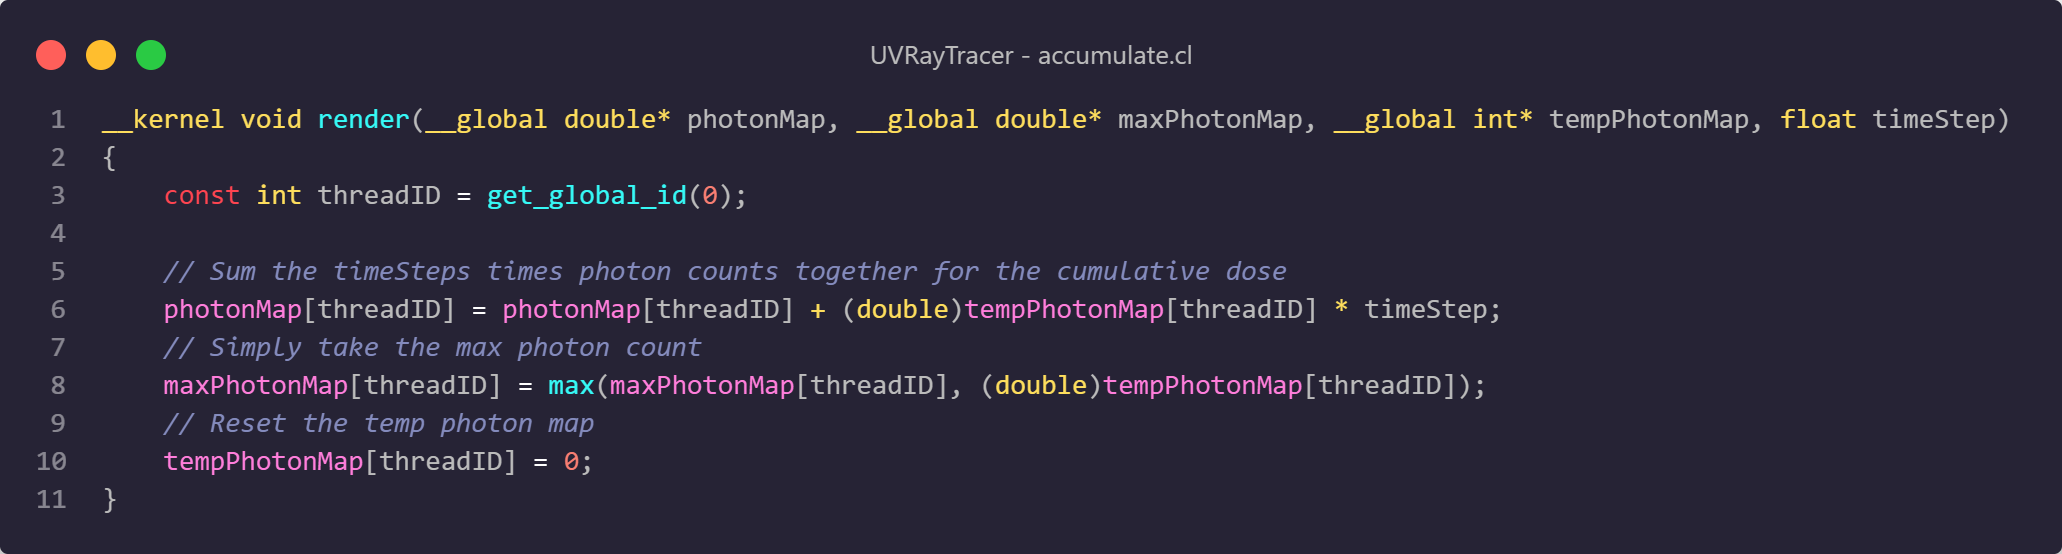 UVRayTracer - accumulate.cl
1 __kernel void render(__global double* photonMap, __global double* maxPhotonMap, __global int* tempPhotonMap, float timeStep)
2 {
3     const int threadID = get_global_id(0);
4
5     // Sum the timeSteps times photon counts together for the cumulative dose
6     photonMap[threadID] = photonMap[threadID] + (double)tempPhotonMap[threadID] * timeStep;
7     // Simply take the max photon count
8     maxPhotonMap[threadID] = max(maxPhotonMap[threadID], (double)tempPhotonMap[threadID]);
9     // Reset the temp photon map
10     tempPhotonMap[threadID] = 0;
11 }